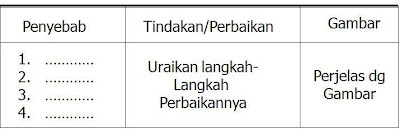 Penyebab Tindakan/Perbaikan Gambar
1. ............
2. ............
3. ............
4. ............
Uraikan langkah-
Langkah
Perbaikannya
Perjelas dg
Gambar